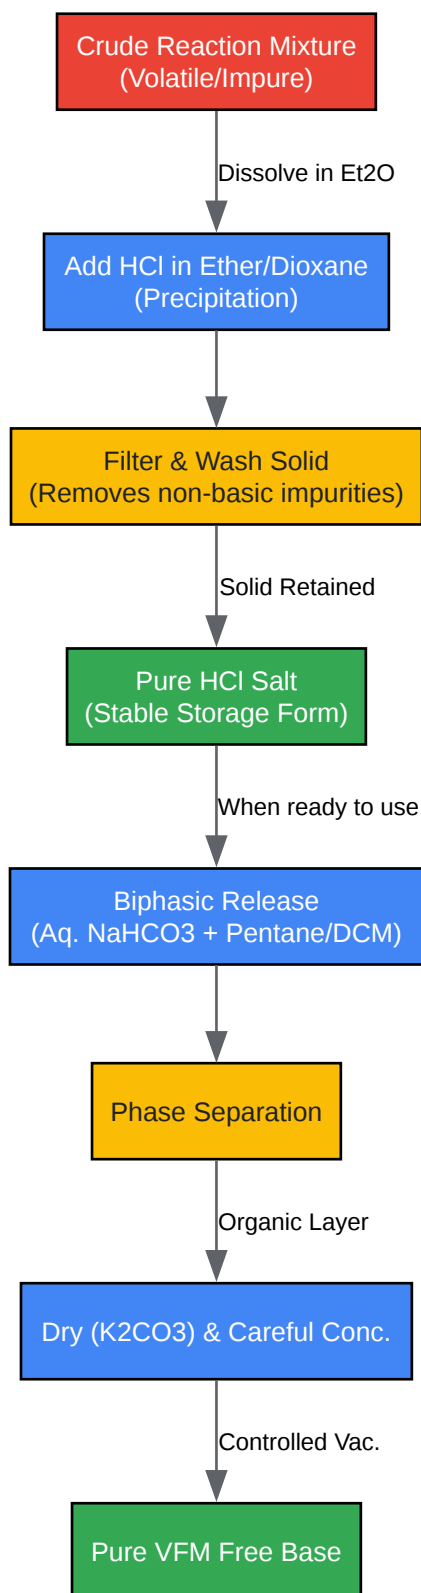 Crude Reaction Mixture
(Volatile/Impure)
Dissolve in Et2O
Add HCl in Ether/Dioxane
(Precipitation)
Filter & Wash Solid
(Removes non-basic impurities)
Solid Retained
Pure HCl Salt
(Stable Storage Form)
When ready to use
Biphasic Release
(Aq. NaHCO3 + Pentane/DCM)
Phase Separation
Organic Layer
Dry (K2CO3) & Careful Conc.
Controlled Vac.
Pure VFM Free Base